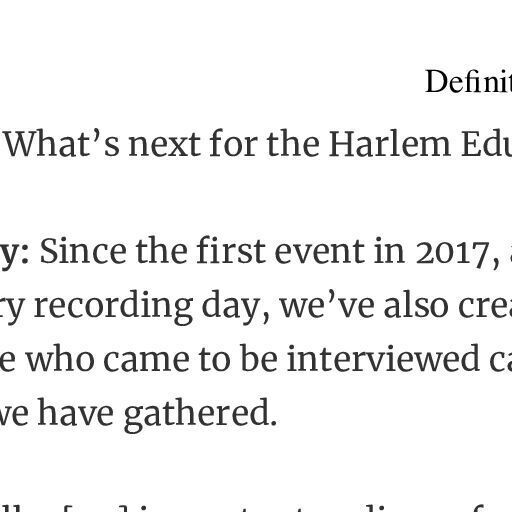 Definit
What’s next for the Harlem Edu
y: Since the first event in 2017,
ry recording day, we’ve also crea
e who came to be interviewed ca
we have gathered.